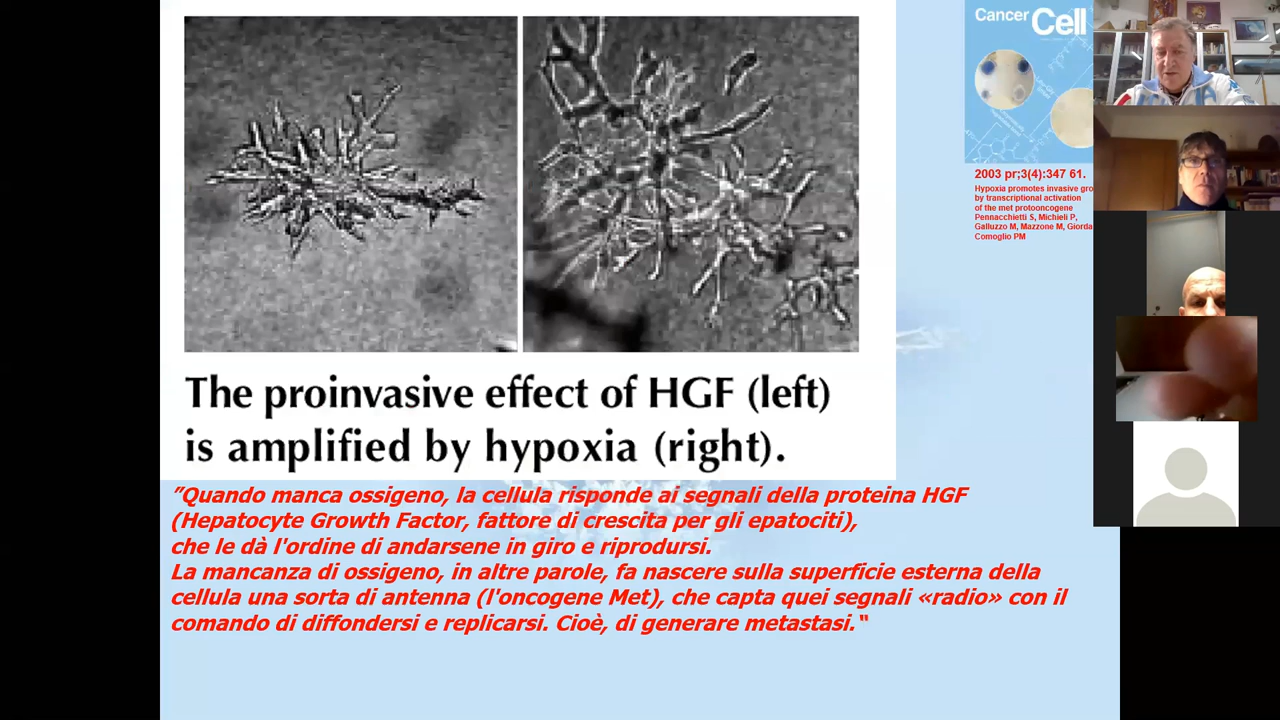 The proinvasive effect of HGF (left)
is amplified by hypoxia (right).
Cancer Cell
2003 pr;3(4):347 61.
Hypoxia promotes invasive gro
by transcriptional activation
of the met protooncogene
Pennacchietti S, Michieli P,
Galluzzo M, Mazzone M, Giorda
Comoglio PM
”Quando manca ossigeno, la cellula risponde ai segnali della proteina HGF
(Hepatocyte Growth Factor, fattore di crescita per gli epatociti),
che le dà l'ordine di andarsene in giro e riprodursi.
La mancanza di ossigeno, in altre parole, fa nascere sulla superficie esterna della
cellula una sorta di antenna (l'oncogene Met), che capta quei segnali «radio» con il
comando di diffondersi e replicarsi. Cioè, di generare metastasi."